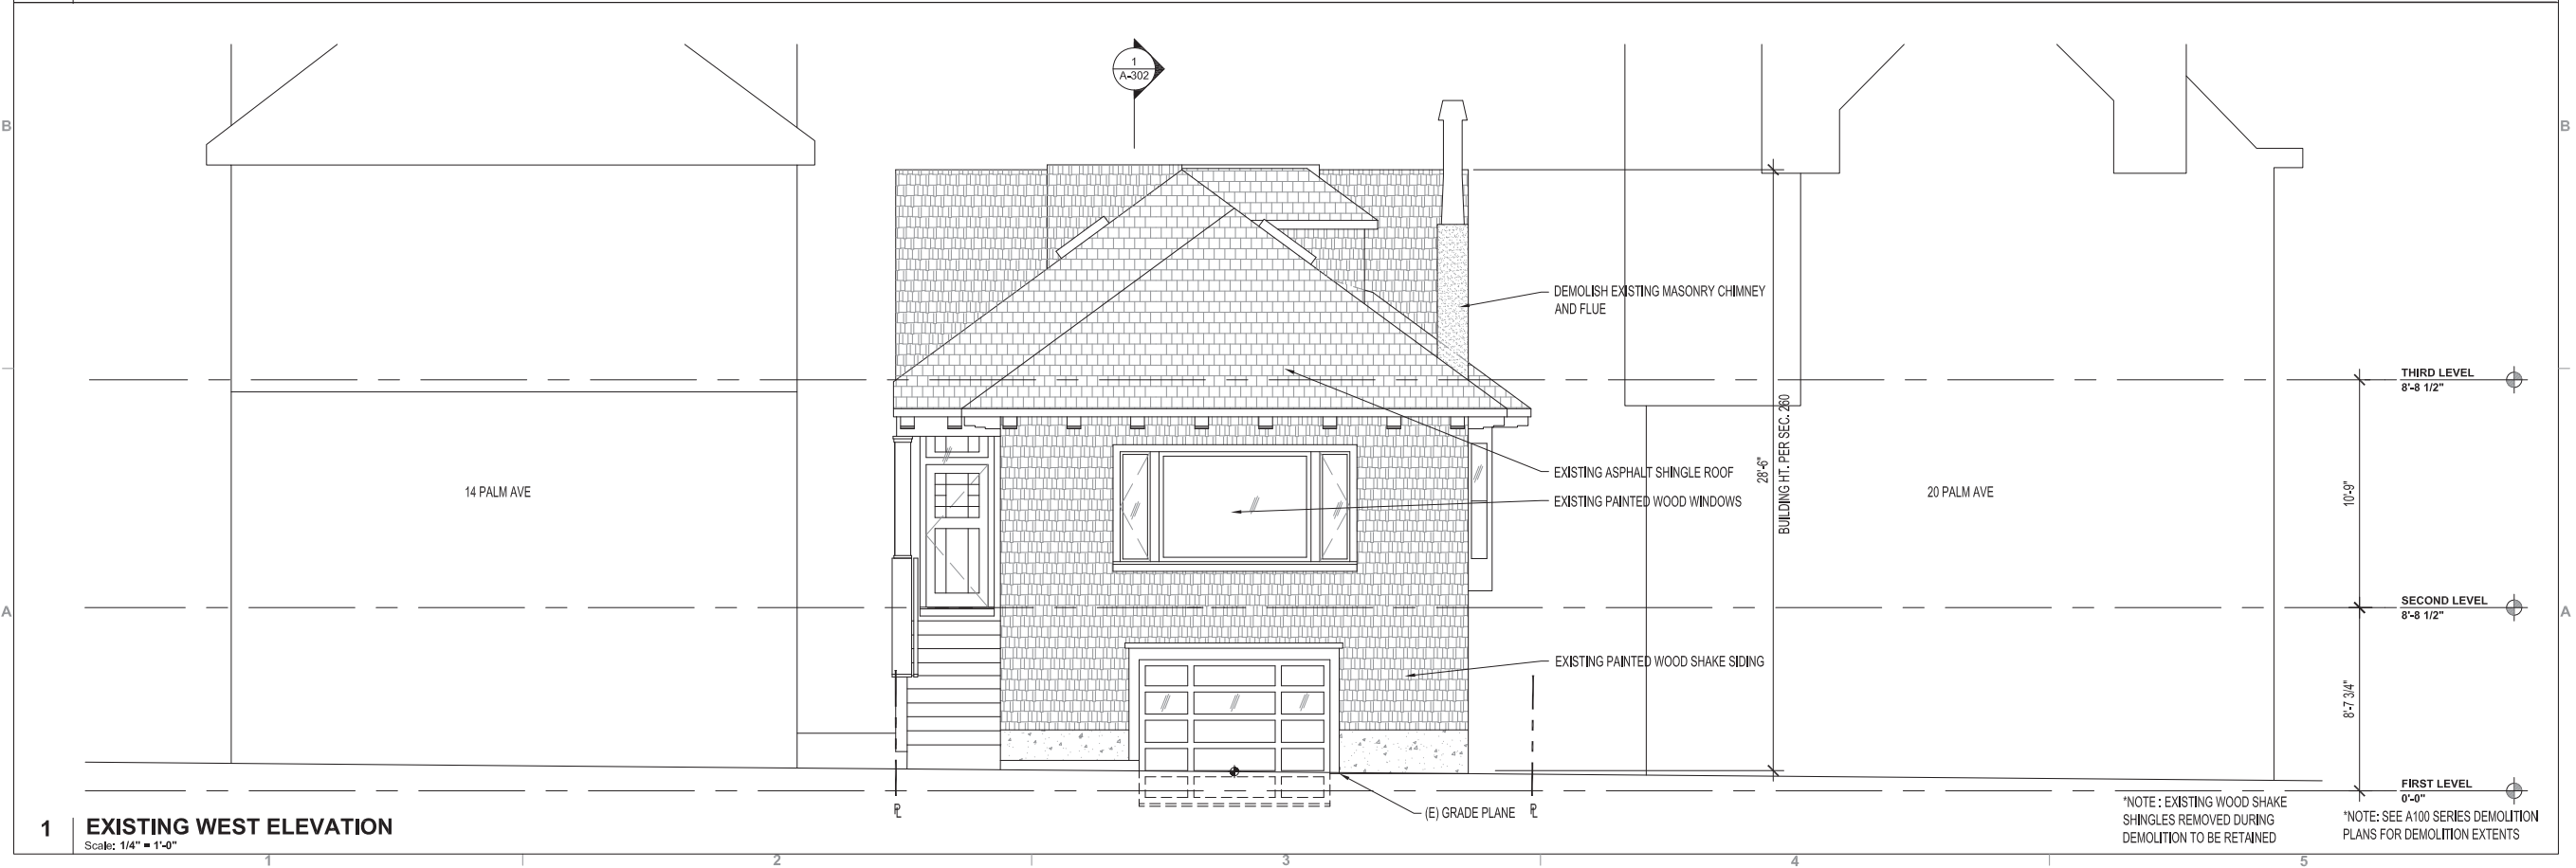 1
A-302
B
B
DEMOLISH EXISTING MASONRY CHIMNEY
AND FLUE
THIRD LEVEL
8'-8 1/2"
BUILDING HT. PER SEC. 260
28'-6"
14 PALM AVE
EXISTING ASPHALT SHINGLE ROOF
EXISTING PAINTED WOOD WINDOWS
20 PALM AVE
10'-9"
A
A
SECOND LEVEL
8'-8 1/2"
EXISTING PAINTED WOOD SHAKE SIDING
8'-7 3/4"
FIRST LEVEL
0'-0"
PL
(E) GRADE PLANE
PL
*NOTE : EXISTING WOOD SHAKE
SHINGLES REMOVED DURING
DEMOLITION TO BE RETAINED
*NOTE: SEE A100 SERIES DEMOLITION
PLANS FOR DEMOLITION EXTENTS
1
EXISTING WEST ELEVATION
Scale: 1/4" = 1'-0"
1
2
3
4
5